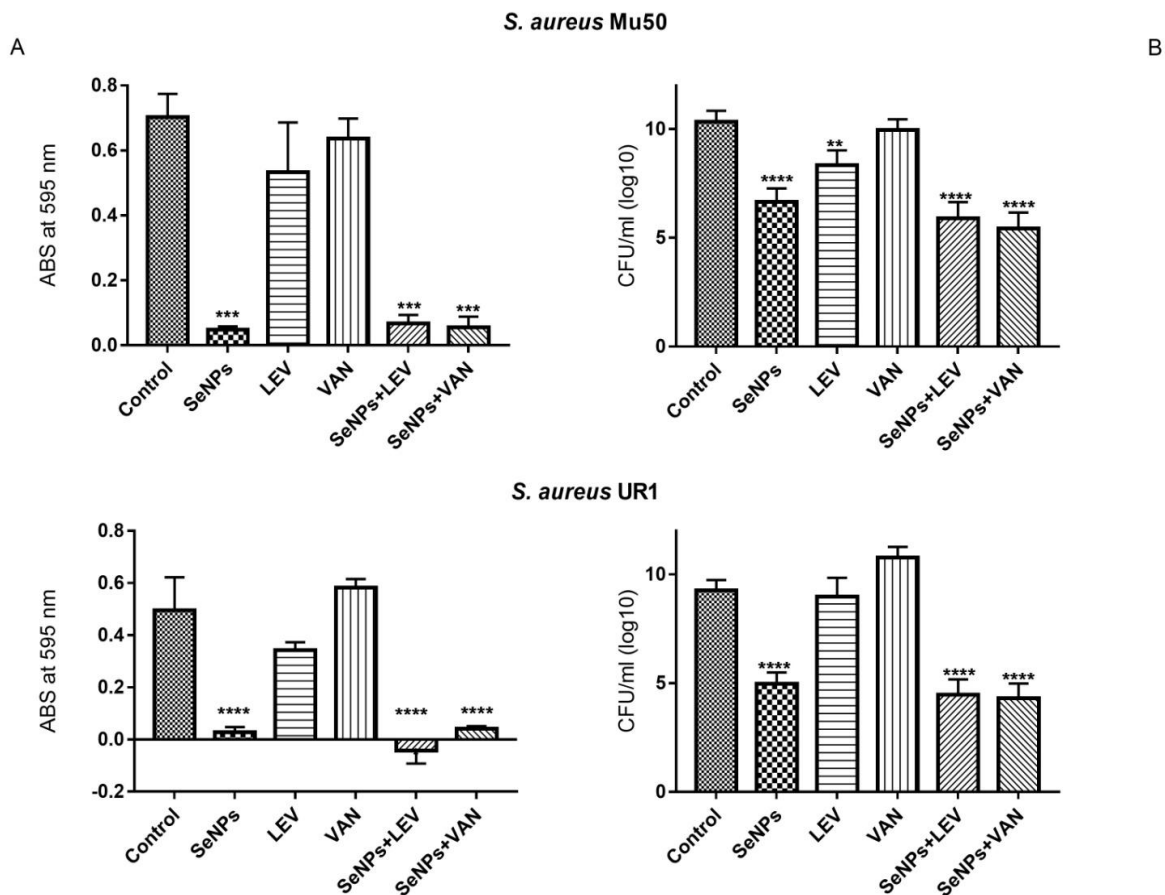 S. aureus Mu50
A
B
0.8
0.6
0.4
0.2
0.0
ABS at 595 nm
***
***
***
Control
SeNPs
LEV
VAN
SeNPs+LEV
SeNPs+VAN
10
5
0
CFU/ml (log10)
****
**
****
****
Control
SeNPs
LEV
VAN
SeNPs+LEV
SeNPs+VAN
S. aureus UR1
0.8
0.6
0.4
0.2
0.0
-0.2
ABS at 595 nm
****
****
****
Control
SeNPs
LEV
VAN
SeNPs+LEV
SeNPs+VAN
10
5
0
CFU/ml (log10)
****
****
****
Control
SeNPs
LEV
VAN
SeNPs+LEV
SeNPs+VAN